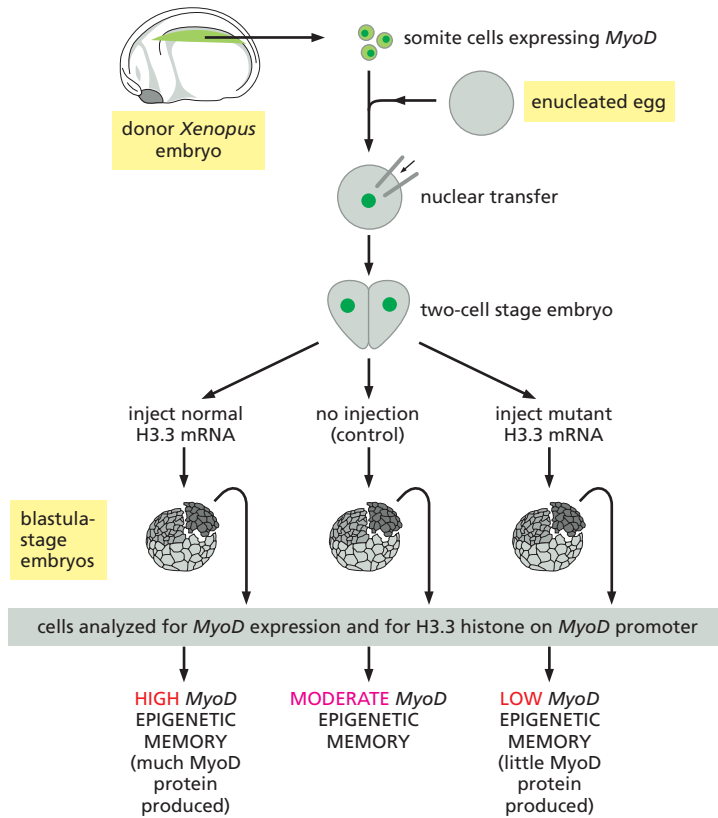 somite cells expressing MyoD
enucleated egg
donor Xenopus
embryo
nuclear transfer
two-cell stage embryo
inject normal
H3.3 mRNA
no injection
(control)
inject mutant
H3.3 mRNA
blastula-
stage
embryos
cells analyzed for MyoD expression and for H3.3 histone on MyoD promoter
HIGH MyoD
EPIGENETIC
MEMORY
(much MyoD
protein
produced)
MODERATE MyoD
EPIGENETIC
MEMORY
LOW MyoD
EPIGENETIC
MEMORY
(little MyoD
protein
produced)